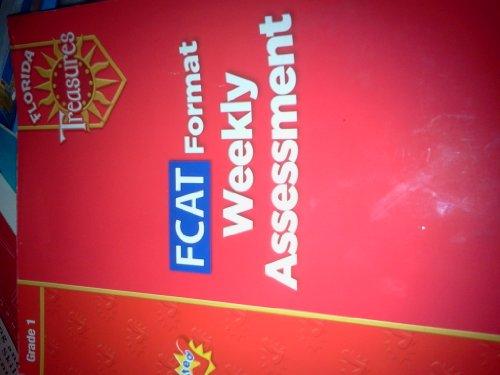 Grade 1
FLORIDA
Treasures
FCAT Format
Weekly
Assessment